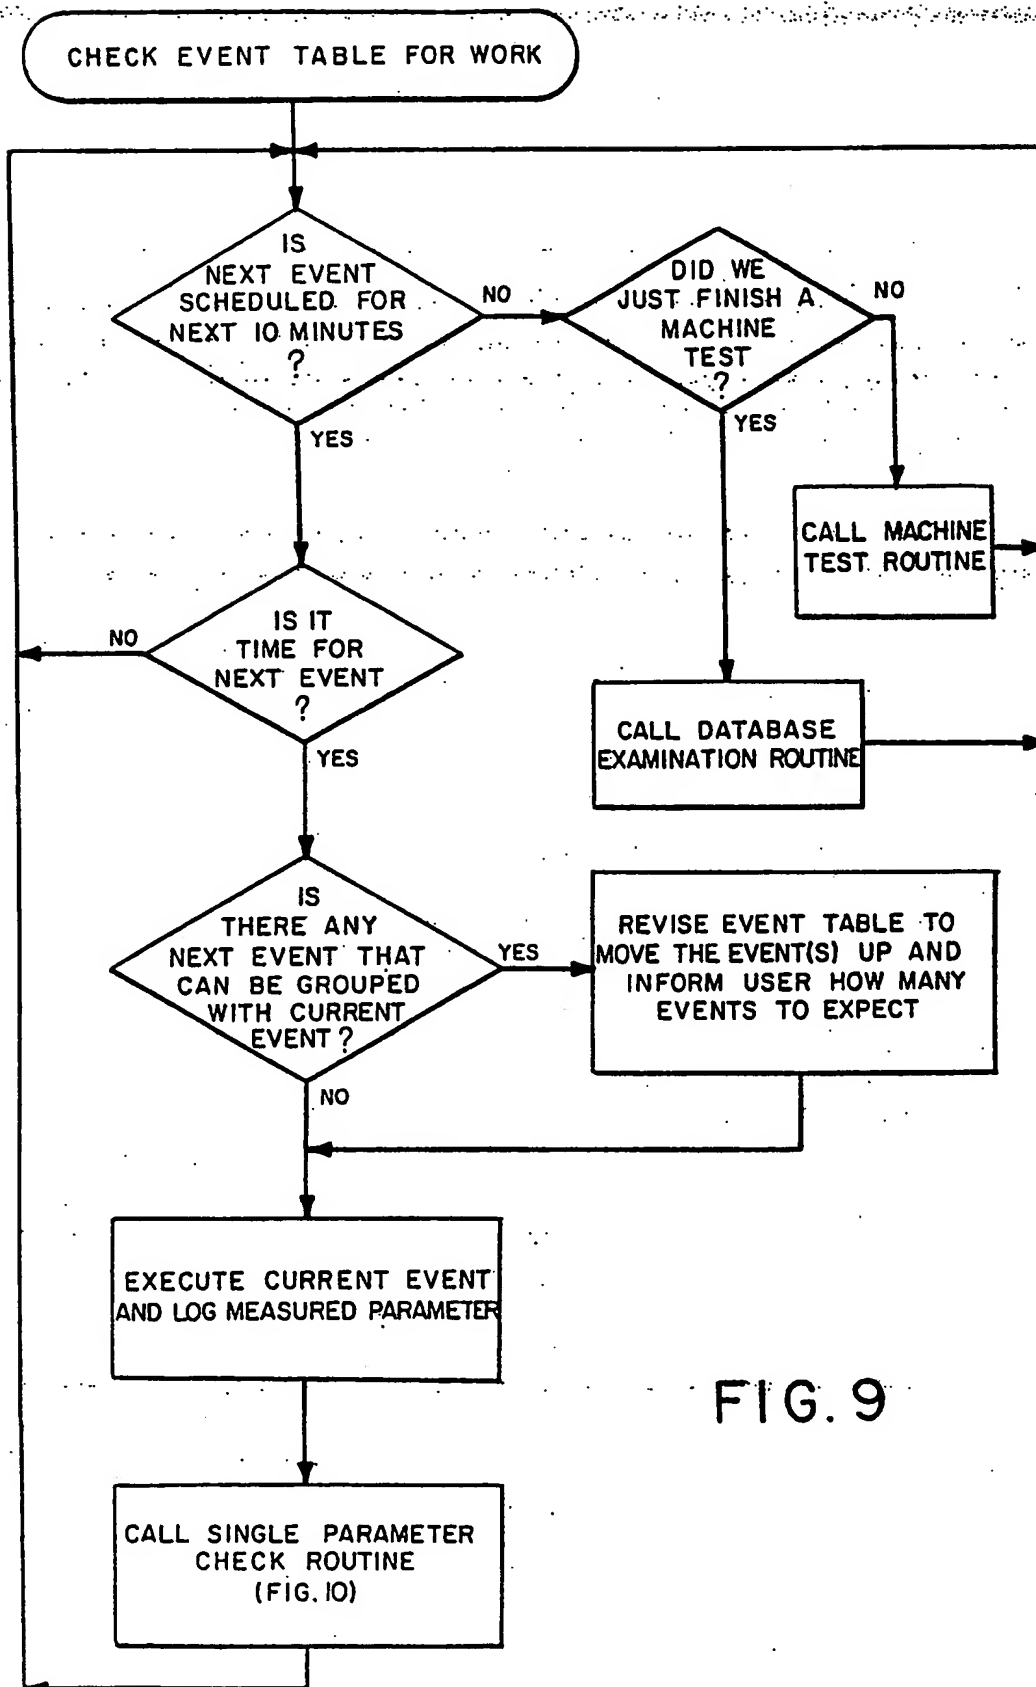 CHECK EVENT TABLE FOR WORK
IS
NEXT EVENT
SCHEDULED FOR
NEXT 10 MINUTES
?
NO
YES
DID WE
JUST FINISH A
MACHINE
TEST
?
NO
YES
CALL MACHINE
TEST ROUTINE
IS IT
TIME FOR
NEXT EVENT
?
NO
YES
CALL DATABASE
EXAMINATION ROUTINE
IS
THERE ANY
NEXT EVENT THAT
CAN BE GROUPED
WITH CURRENT
EVENT?
YES
NO
REVISE EVENT TABLE TO
MOVE THE EVENT(S) UP AND
INFORM USER HOW MANY
EVENTS TO EXPECT
EXECUTE CURRENT EVENT
AND LOG MEASURED PARAMETER
FIG. 9
CALL SINGLE PARAMETER
CHECK ROUTINE
(FIG. 10)